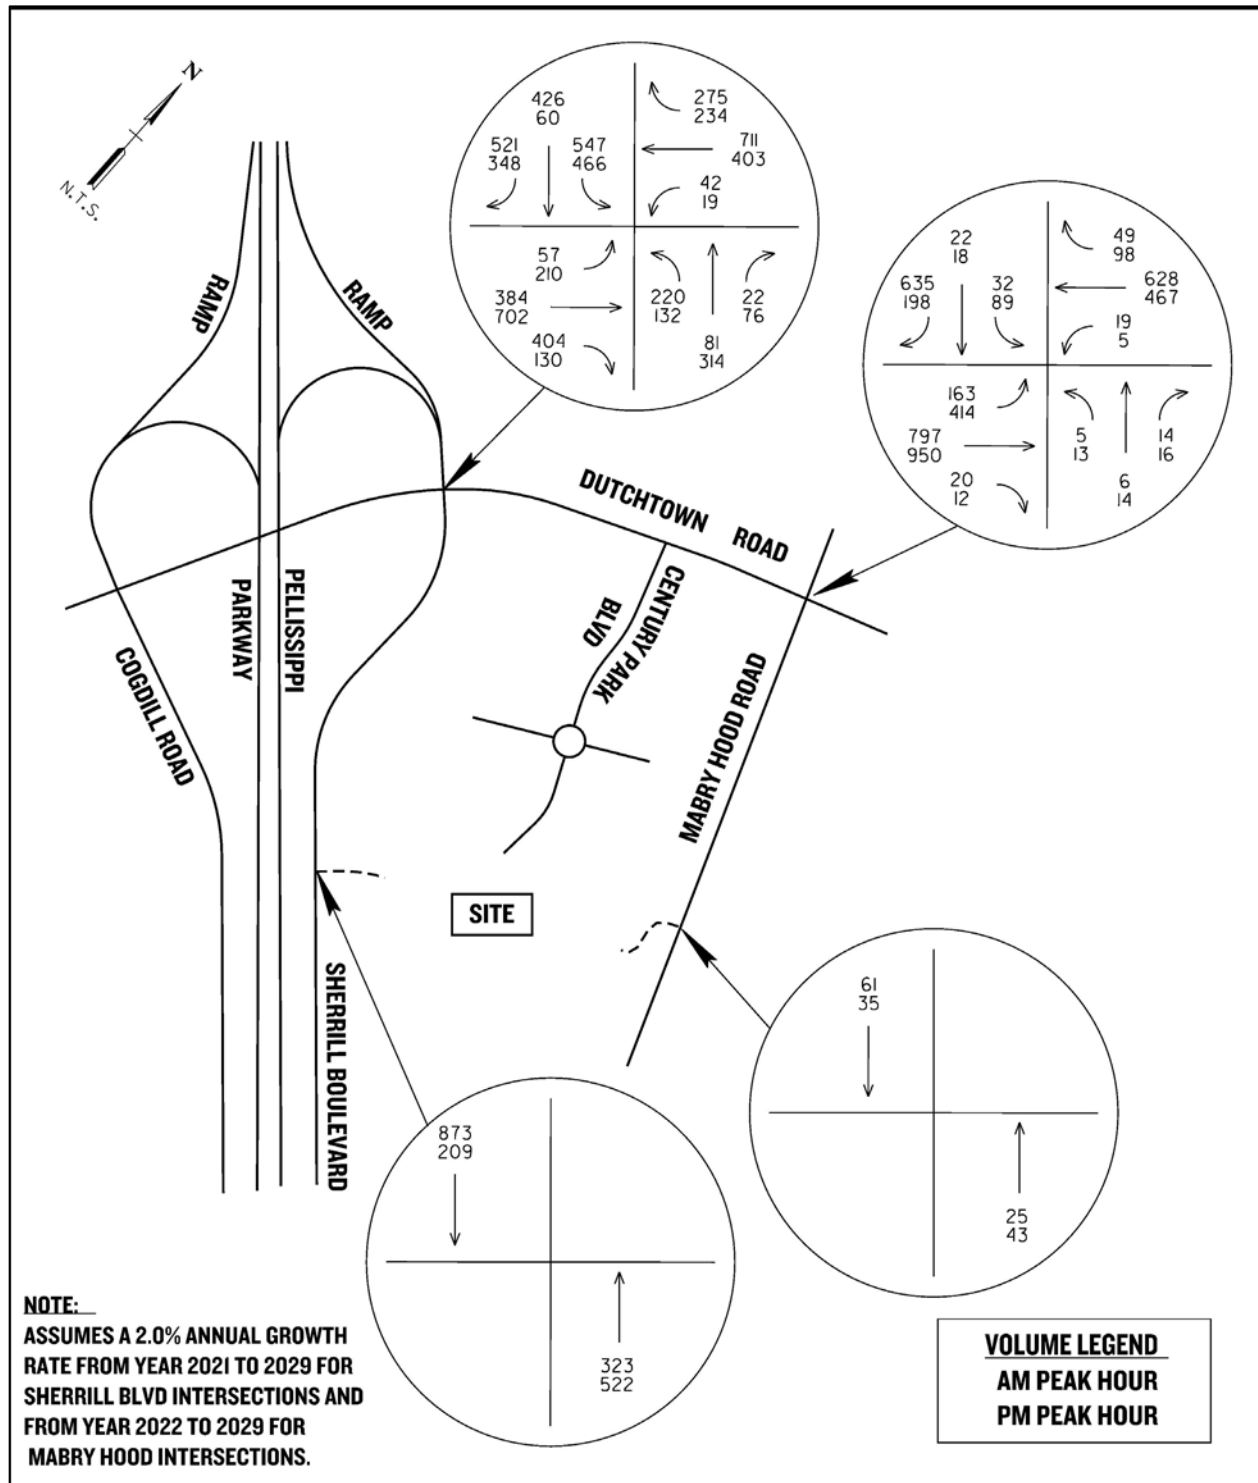 N
N.T.S.
426
60
521
348
547
466
275
234
711
403
42
19
57
210
384
702
404
130
220
132
22
76
81
314
22
18
635
198
32
89
49
98
628
467
19
5
163
414
797
950
20
12
5
13
14
16
6
14
RAMP
RAMP
DUTCHTOWN ROAD
PARKWAY
PELLISSIPPI
COGDILL ROAD
CENTURY PARK
BLVD
MABRY HOOD ROAD
SITE
SHERRILL BOULEVARD
61
35
25
43
873
209
323
522
NOTE:
ASSUMES A 2.0% ANNUAL GROWTH
RATE FROM YEAR 2021 TO 2029 FOR
SHERRILL BLVD INTERSECTIONS AND
FROM YEAR 2022 TO 2029 FOR
MABRY HOOD INTERSECTIONS.
VOLUME LEGEND
AM PEAK HOUR
PM PEAK HOUR